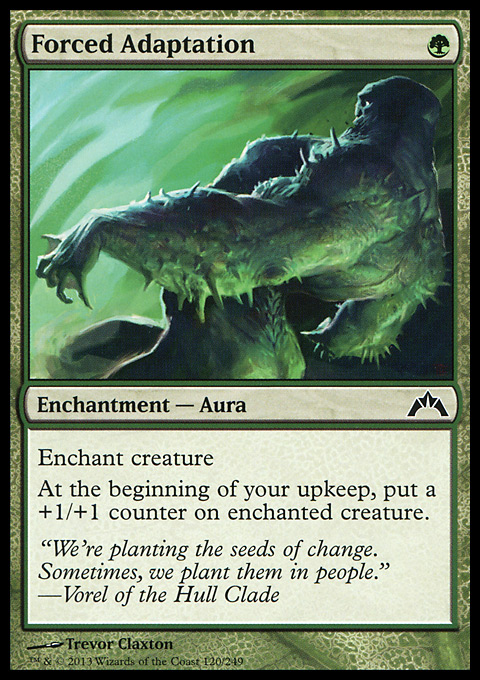 Forced Adaptation
Enchantment — Aura
Enchant creature
At the beginning of your upkeep, put a
+1/+1 counter on enchanted creature.
“We’re planting the seeds of change.
Sometimes, we plant them in people.”
—Vorel of the Hull Clade
Trevor Claxton
™ & © 2013 Wizards of the Coast 120/249